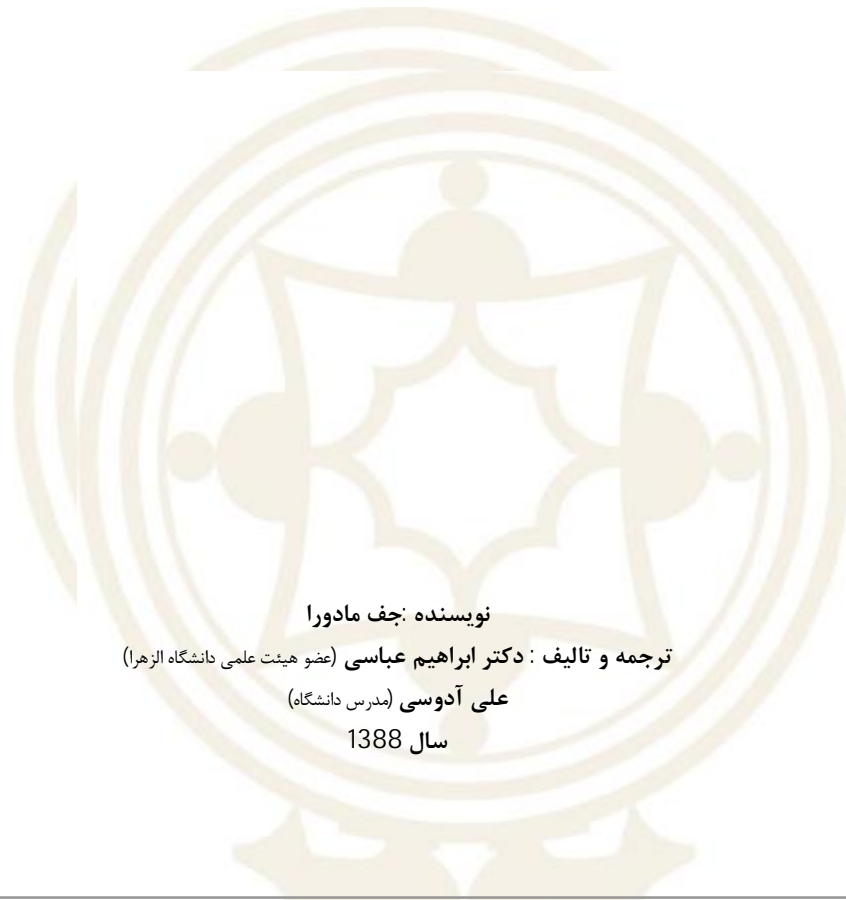 نویسنده :جف مادورا
ترجمه و تالیف : دکتر ابراهیم عباسی (عضو هیئت علمی دانشگاه الزهرا)
علی آدوسی (مدرس دانشگاه)
سال 1388